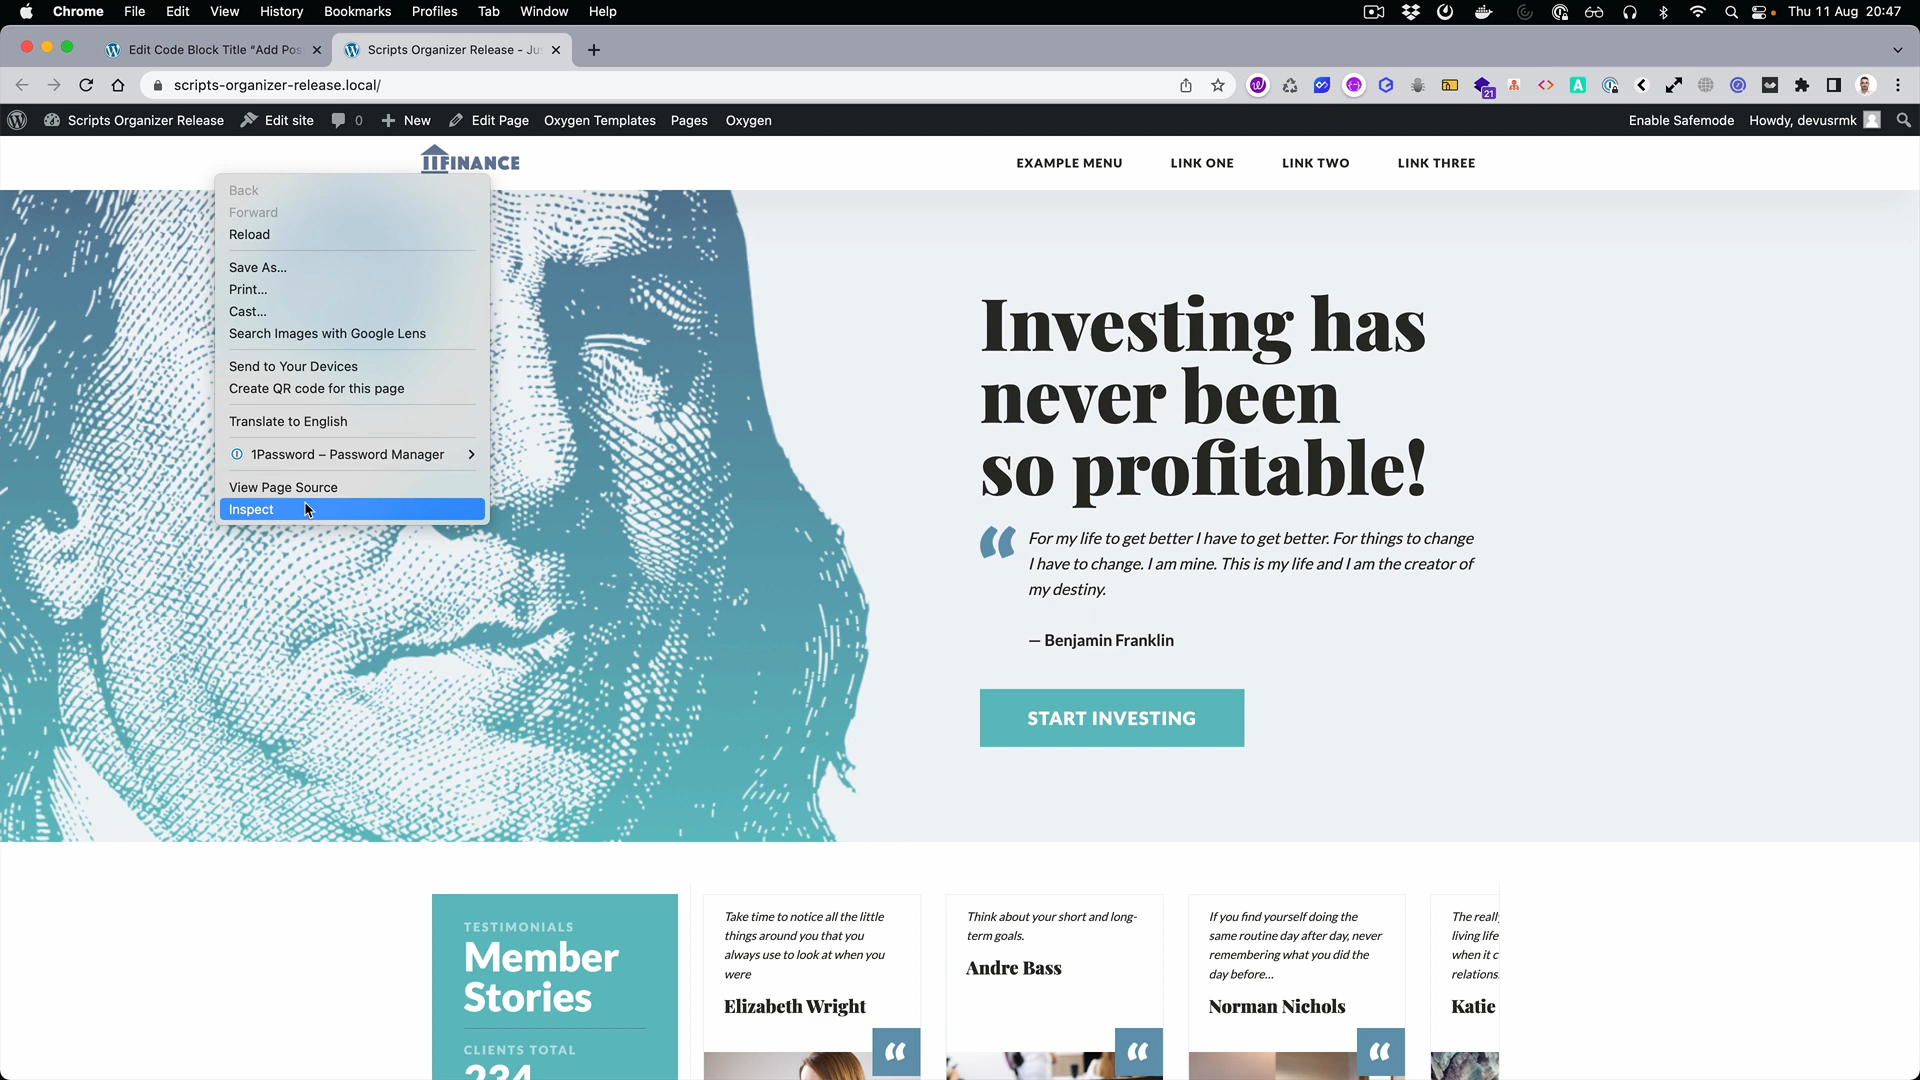 Chrome File Edit View History Bookmarks Profiles Tab Window Help
Thu 11 Aug 20:47
Edit Code Block Title "Add Pos
Scripts Organizer Release - Ju
scripts-organizer-release.local/
21
Scripts Organizer Release
Edit site
0
New
Edit Page
Oxygen Templates
Pages
Oxygen
Enable Safemode
Howdy, devusrmk
FINANCE
EXAMPLE MENU
LINK ONE
LINK TWO
LINK THREE
Back
Forward
Reload
Save As...
Print...
Cast...
Search Images with Google Lens
Send to Your Devices
Create QR code for this page
Translate to English
1Password – Password Manager
View Page Source
Inspect
Investing has
never been
so profitable!
“
For my life to get better I have to get better. For things to change
I have to change. I am mine. This is my life and I am the creator of
my destiny.
— Benjamin Franklin
START INVESTING
TESTIMONIALS
Member
Stories
CLIENTS TOTAL
234
Take time to notice all the little
things around you that you
always use to look at when you
were
Elizabeth Wright
“
Think about your short and long-
term goals.
Andre Bass
“
If you find yourself doing the
same routine day after day, never
remembering what you did the
day before...
Norman Nichols
“
The really
living life
when it c
relations
Katie